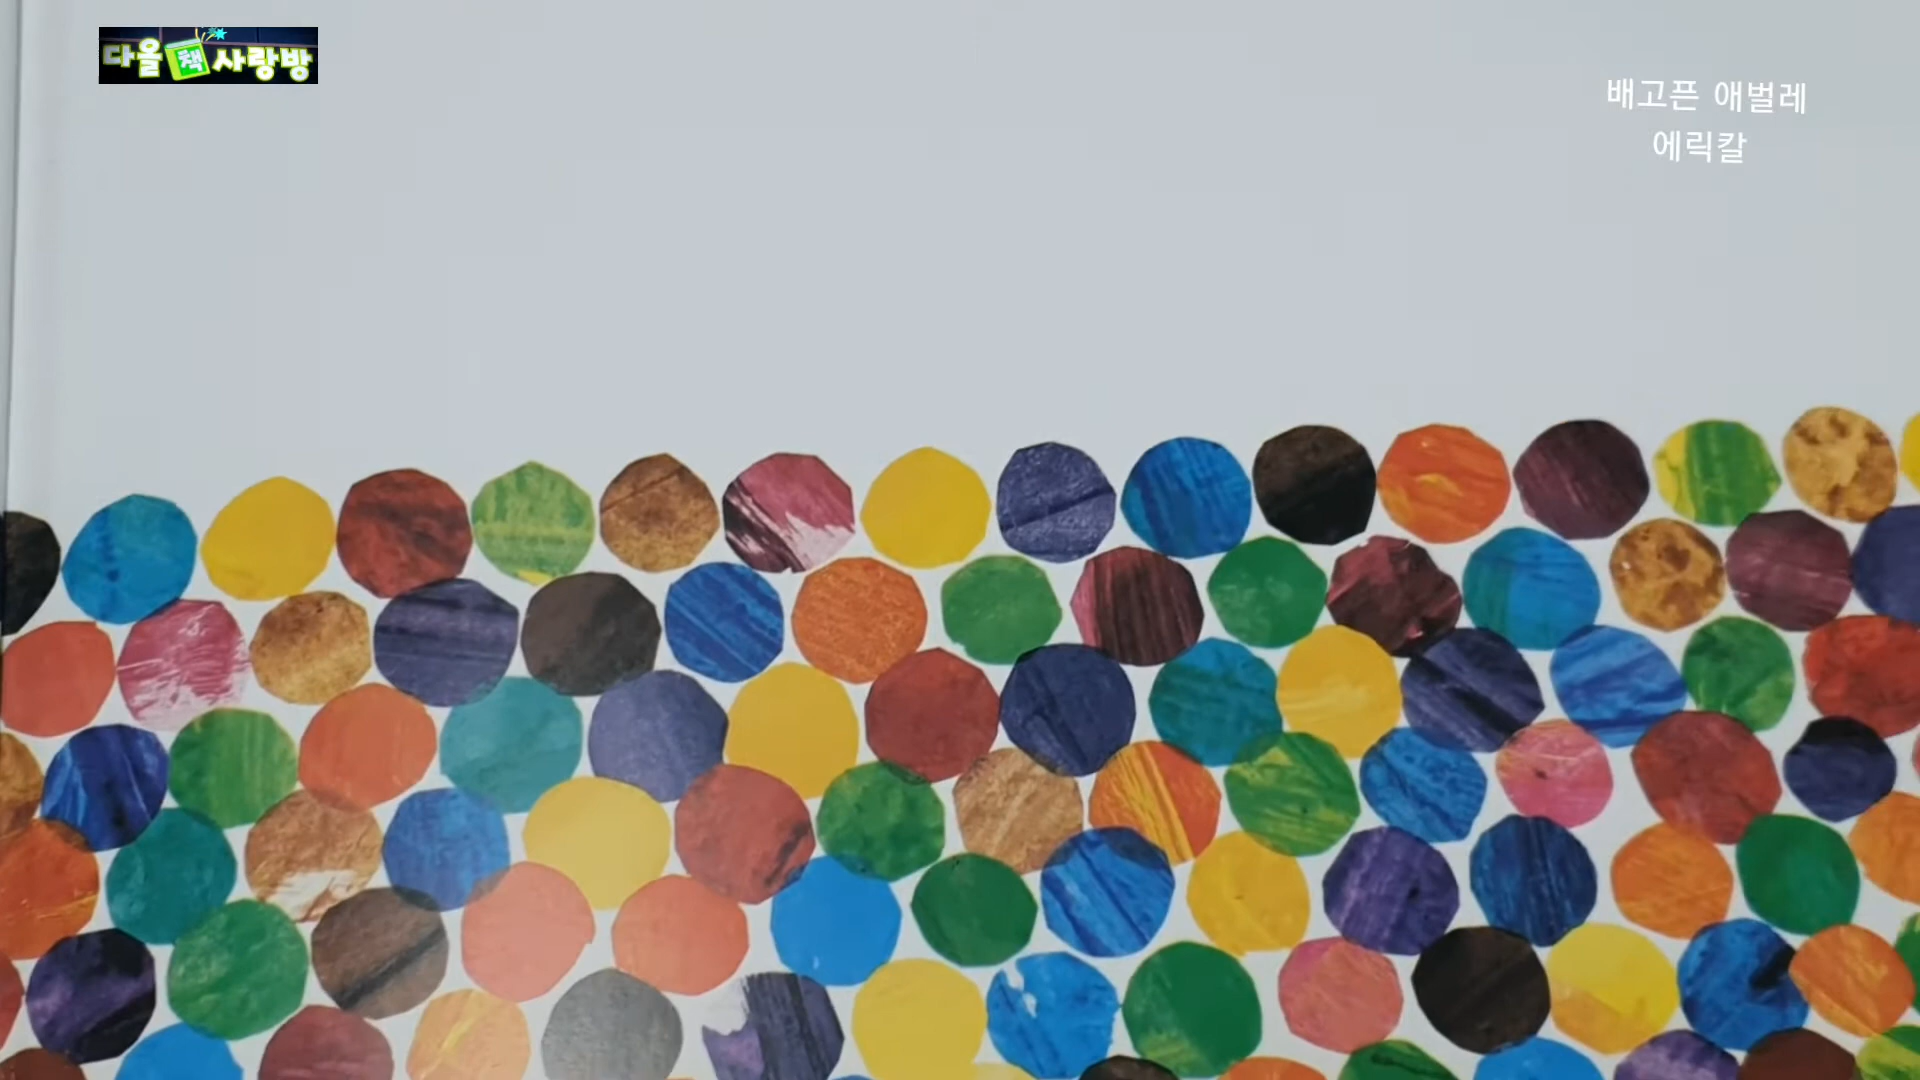 다올 책 사랑방
배고픈 애벌레
에릭칼